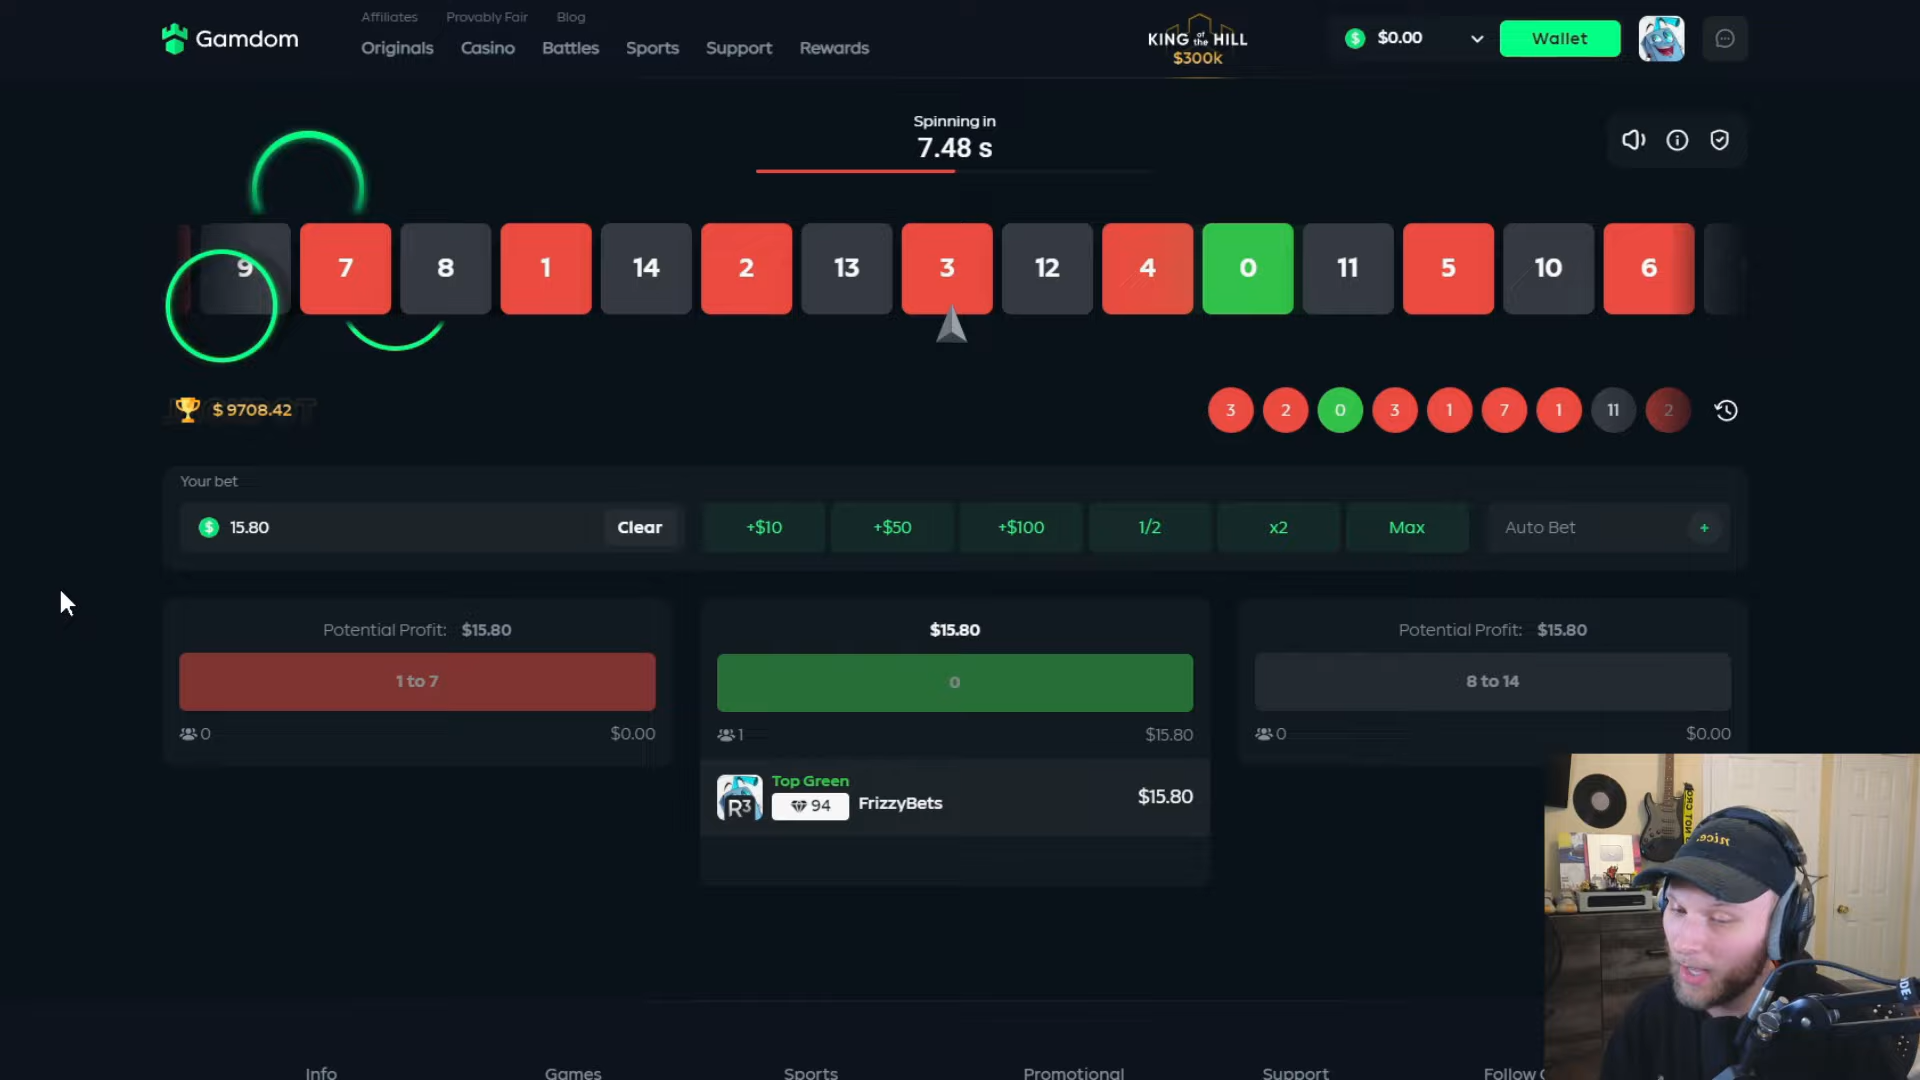 Affiliates Provably Fair Blog
Gamdom
Originals Casino Battles Sports Support Rewards
KING of the HILL
$300k
$0.00
Wallet
Spinning in
7.48 s
9 7 8 1 14 2 13 3 12 4 0 11 5 10 6
$ 9708.42
3 2 0 3 1 7 1 11 2
Your bet
15.80
Clear
+$10 +$50 +$100 1/2 x2 Max
Auto Bet +
Potential Profit: $15.80
1 to 7
0 $0.00
$15.80
0
1 $15.80
Top Green
R3
94
FrizzyBets
$15.80
Potential Profit: $15.80
8 to 14
0 $0.00
nice.
Info Games Sports Promotional Support Follow